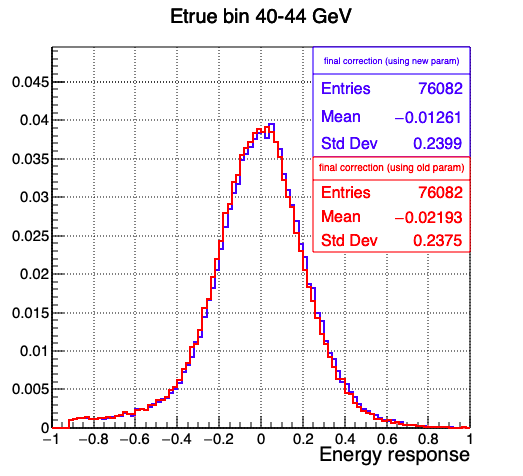 Etrue bin 40-44 GeV
final correction (using new param)
Entries 76082
Mean −0.01261
Std Dev 0.2399
final correction (using old param)
Entries 76082
Mean −0.02193
Std Dev 0.2375
0.045
0.04
0.035
0.03
0.025
0.02
0.015
0.01
0.005
0
−1 −0.8 −0.6 −0.4 −0.2 0 0.2 0.4 0.6 0.8 1
Energy response